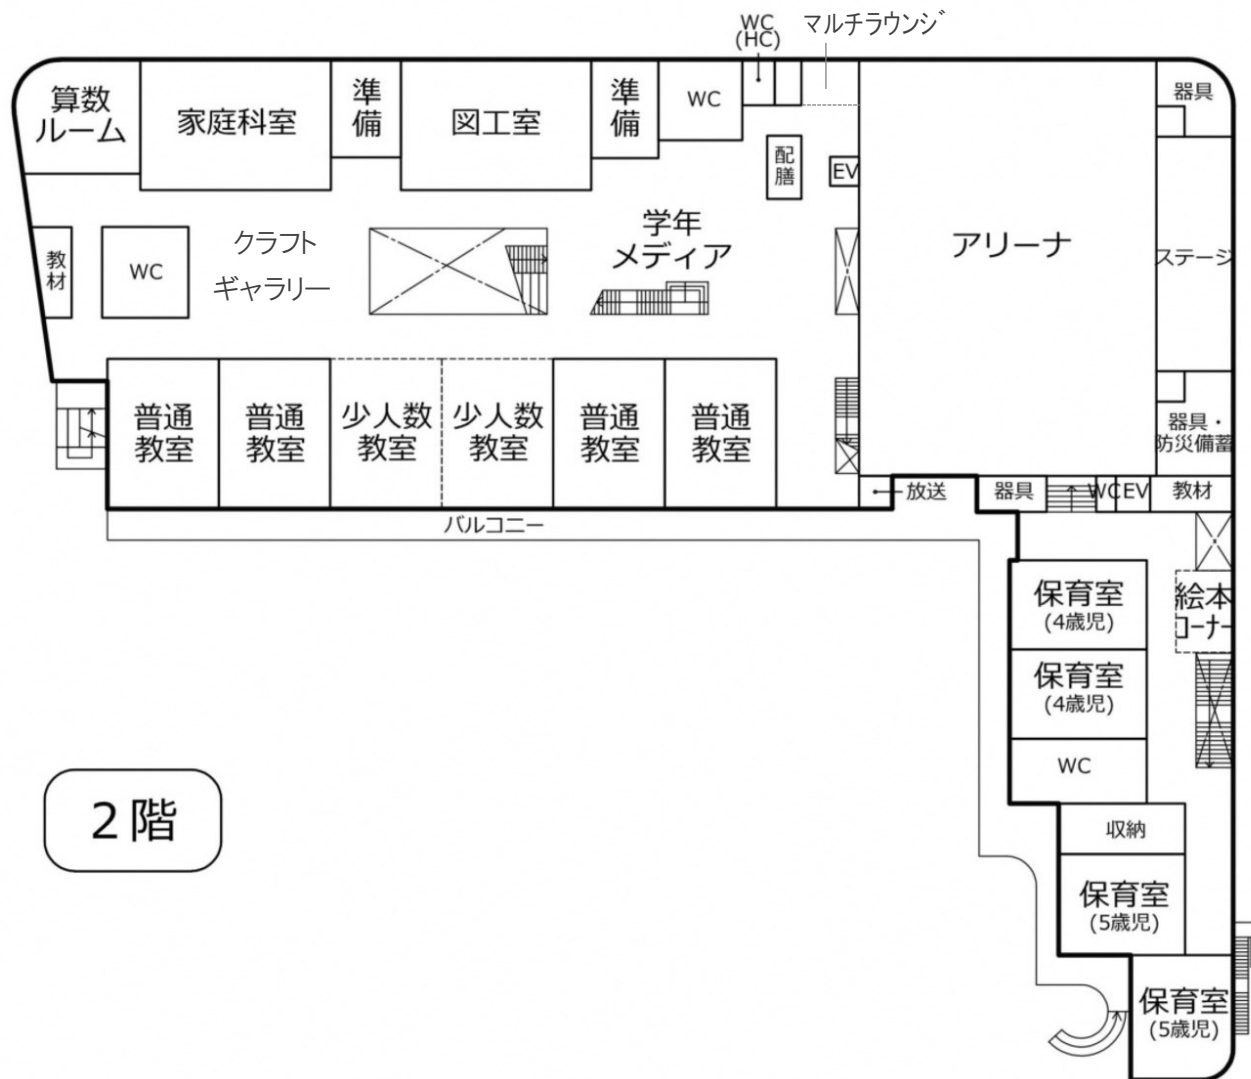 WC
(HC)
マルチラウンジ
算数
ルーム
家庭科室
準
備
図工室
準
備
WC
器具
配
膳
EV
学年
メディア
アリーナ
ステージ
クラフト
ギャラリー
教
材
WC
普通
教室
普通
教室
少人数
教室
少人数
教室
普通
教室
普通
教室
器具・
防災備蓄
放送
器具
WC
EV
教材
バルコニー
保育室
(4歳児)
絵本
コーナー
保育室
(4歳児)
WC
2階
収納
保育室
(5歳児)
保育室
(5歳児)